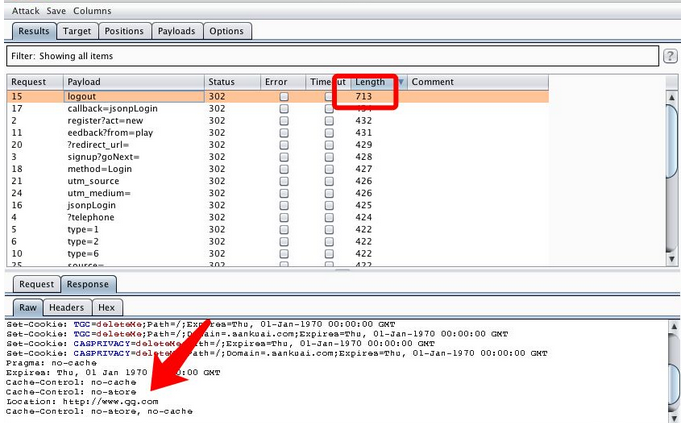 Attack Save Columns
Results Target Positions Payloads Options
Filter: Showing all items ?
Request Payload Status Error Length Comment
15 logout 302 713
17 callback=jsonpLogin 302
2 register?act=new 302 432
11 eedback?from=play 302 431
20 ?redirect_url= 302 429
3 signup?goNext= 302 428
18 method=Login 302 427
21 utm_source 302 426
24 utm_medium= 302 426
16 jsonpLogin 302 425
4 ?telephone 302 424
5 type=1 302 422
6 type=2 302 422
10 type=6 302 422
25 source= 302 422
Request Response
Raw Headers Hex
Set-Cookie: TGC=deleteMe;Path=/;Expires=Thu, 01-Jan-1970 00:00:00 GMT
Set-Cookie: TGC=deleteMe;Path=/;Domain=.sankuai.com;Expires=Thu, 01-Jan-1970 00:00:00 GMT
Set-Cookie: CASPRIVACY=deleteMe;Path=/;Expires=Thu, 01-Jan-1970 00:00:00 GMT
Set-Cookie: CASPRIVACY=deleteMe;Path=/;Domain=.sankuai.com;Expires=Thu, 01-Jan-1970 00:00:00 GMT
Pragma: no-cache
Expires: Thu, 01 Jan 1970 00:00:00 GMT
Cache-Control: no-cache
Cache-Control: no-store
Location: http://www.qq.com
Cache-Control: no-store, no-cache